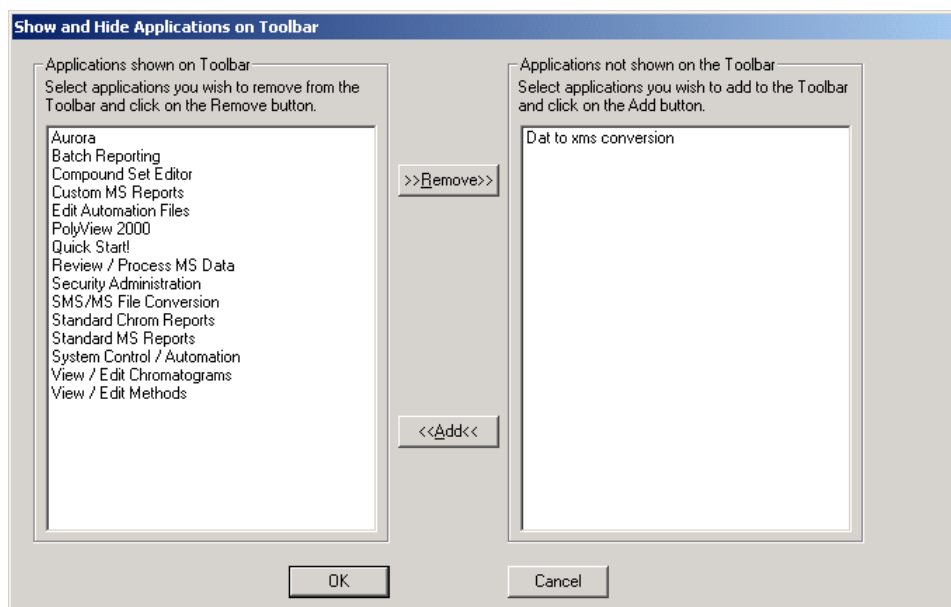 Show and Hide Applications on Toolbar
Applications shown on Toolbar
Select applications you wish to remove from the
Toolbar and click on the Remove button.
Aurora
Batch Reporting
Compound Set Editor
Custom MS Reports
Edit Automation Files
PolyView 2000
Quick Start!
Review / Process MS Data
Security Administration
SMS/MS File Conversion
Standard Chrom Reports
Standard MS Reports
System Control / Automation
View / Edit Chromatograms
View / Edit Methods
>>Remove>>
<<Add<<
Applications not shown on the Toolbar
Select applications you wish to add to the Toolbar
and click on the Add button.
Dat to xms conversion
OK
Cancel